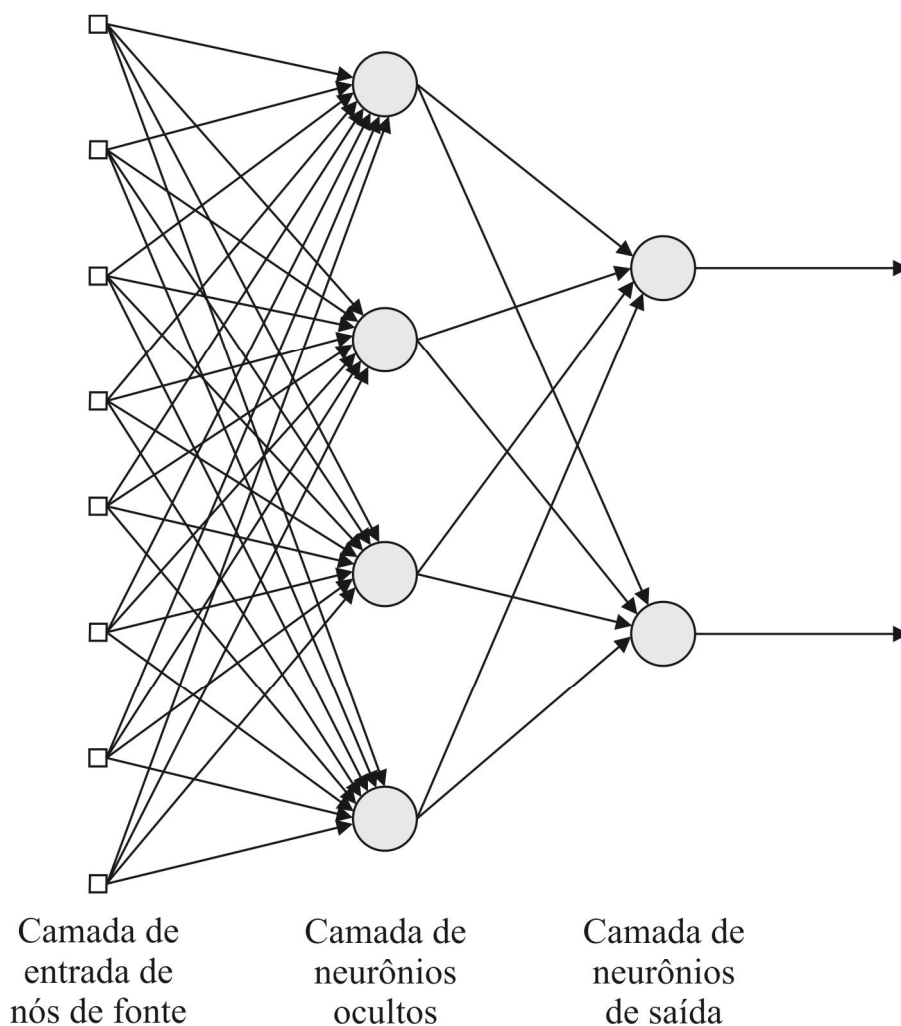 Camada de
entrada de
nós de fonte
Camada de
neurônios
ocultos
Camada de
neurônios
de saída